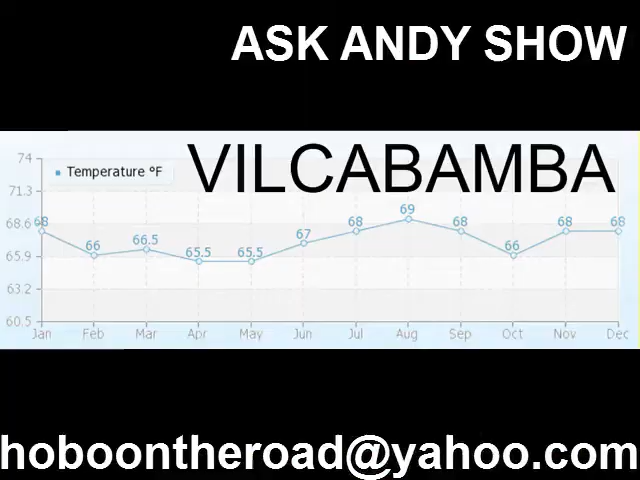 ASK ANDY SHOW
VILCABAMBA
Temperature ºF
74
71.3
68.6
65.9
63.2
60.5
68 66 66.5 65.5 65.5 67 68 69 68 66 68 68
Jan Feb Mar Apr May Jun Jul Aug Sep Oct Nov Dec
hoboontheroad@yahoo.com